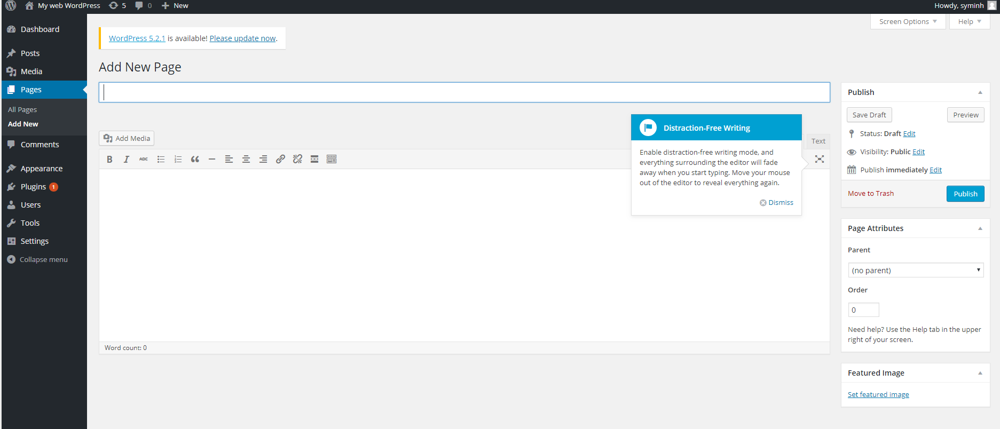 My web WordPress 5 0 New Howdy, syminh
Screen Options Help
Dashboard
Posts
Media
Pages
All Pages
Add New
Comments
Appearance
Plugins 1
Users
Tools
Settings
Collapse menu
WordPress 5.2.1 is available! Please update now.
Add New Page
Add Media
Text
B I ABC
Distraction-Free Writing
Enable distraction-free writing mode, and
everything surrounding the editor will fade
away when you start typing. Move your mouse
out of the editor to reveal everything again.
Dismiss
Word count: 0
Publish
Save Draft Preview
Status: Draft Edit
Visibility: Public Edit
Publish immediately Edit
Move to Trash Publish
Page Attributes
Parent
(no parent)
Order
0
Need help? Use the Help tab in the upper
right of your screen.
Featured Image
Set featured image